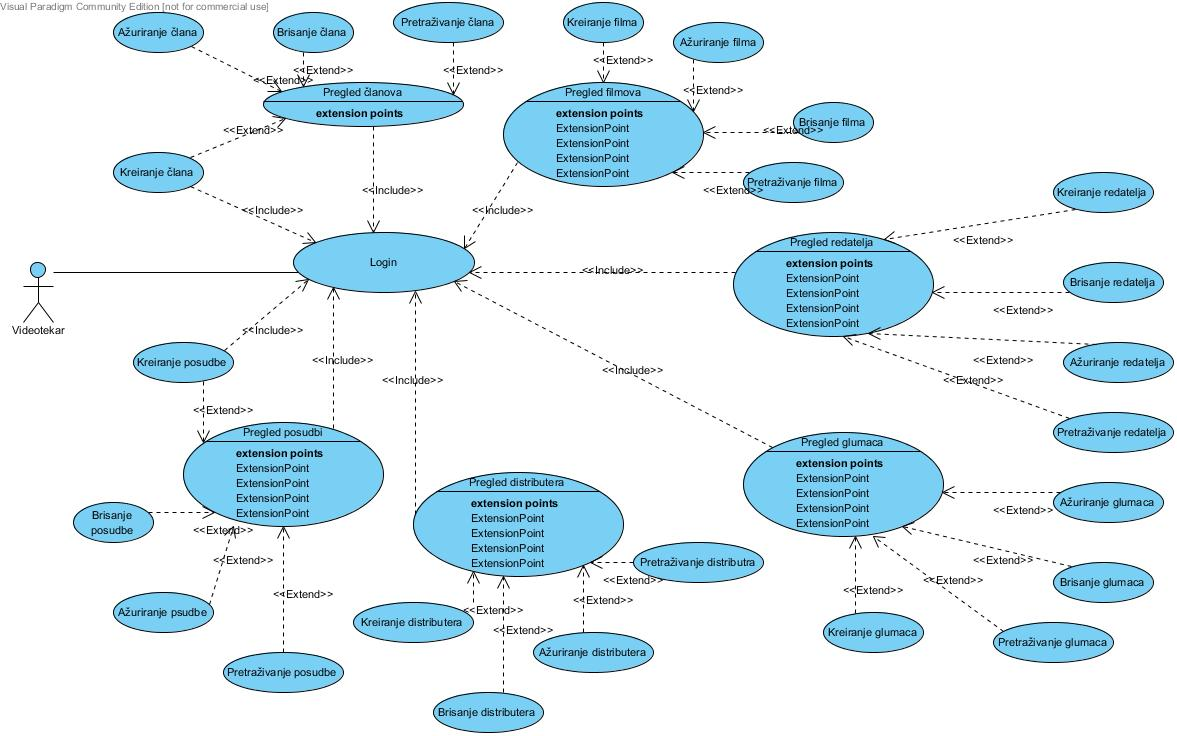 Visual Paradigm Community Edition [not for commercial use]
Ažuriranje člana
Brisanje člana
Pretraživanje člana
Kreiranje filma
Ažuriranje filma
<<Extend>>
<<Extend>>
<<Extend>>
<<Extend>>
<<Extend>>
Pregled članova
extension points
Pregled filmova
extension points
ExtensionPoint
ExtensionPoint
ExtensionPoint
ExtensionPoint
Brisanje filma
<<Extend>>
Pretraživanje filma
<<Extend>>
<<Extend>>
Kreiranje člana
<<Include>>
<<Include>>
<<Include>>
Kreiranje redatelja
<<Extend>>
Login
<<Include>>
Pregled redatelja
extension points
ExtensionPoint
ExtensionPoint
ExtensionPoint
ExtensionPoint
Brisanje redatelja
<<Extend>>
Ažuriranje redatelja
<<Extend>>
<<Extend>>
Pretraživanje redatelja
Videotekar
<<Include>>
Kreiranje posudbe
<<Include>>
<<Include>>
<<Include>>
<<Extend>>
Pregled posudbi
extension points
ExtensionPoint
ExtensionPoint
ExtensionPoint
ExtensionPoint
Pregled glumaca
extension points
ExtensionPoint
ExtensionPoint
ExtensionPoint
ExtensionPoint
Pregled distributera
extension points
ExtensionPoint
ExtensionPoint
ExtensionPoint
ExtensionPoint
Ažuriranje glumaca
<<Extend>>
Brisanje
posudbe
<<Extend>>
<<Extend>>
Ažuriranje psudbe
<<Extend>>
Pretraživanje posudbe
Pretraživanje distributra
<<Extend>>
<<Extend>>
<<Extend>>
<<Extend>>
Kreiranje distributera
Ažuriranje distributera
Brisanje distributera
<<Extend>>
Brisanje glumaca
<<Extend>>
<<Extend>>
Kreiranje glumaca
Pretraživanje glumaca